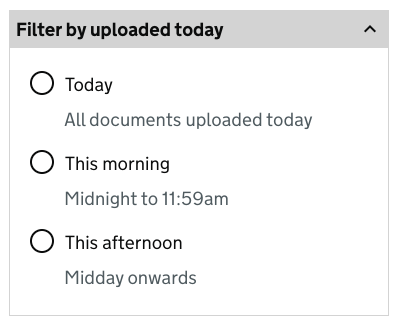 Filter by uploaded today
Today
All documents uploaded today
This morning
Midnight to 11:59am
This afternoon
Midday onwards